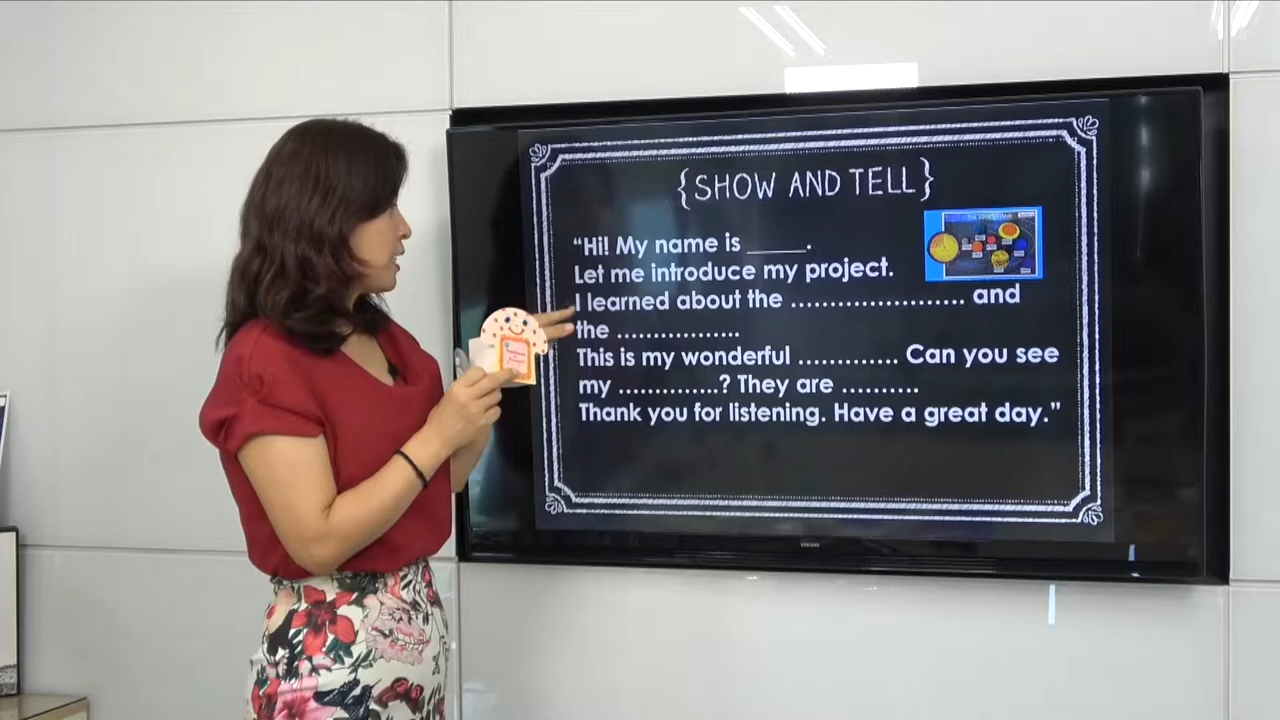 {SHOW AND TELL}
“Hi! My name is _____.
Let me introduce my project.
I learned about the ..................... and
the ................
This is my wonderful ............. Can you see
my ..............? They are ..........
Thank you for listening. Have a great day.”
SAMSUNG